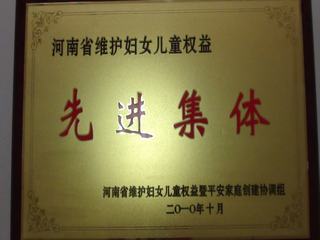 河南省维护妇女儿童权益
先进集体
河南省维护妇女儿童权益暨平安家庭创建协调组
二〇一〇年十月